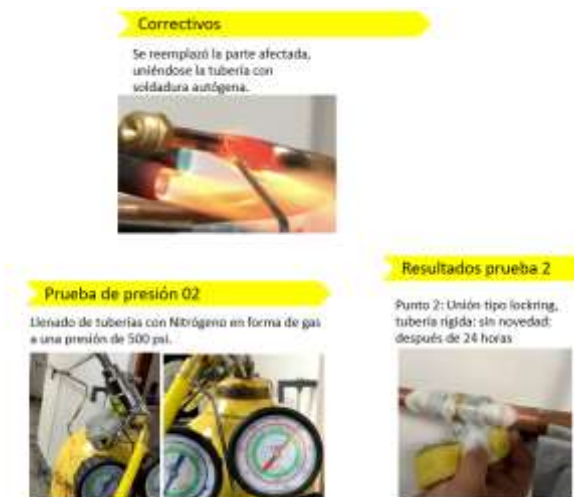 Correctivos
Se reemplazó la parte afectada,
uniéndose la tubería con
soldadura autógena.
Prueba de presión 02
Llenado de tuberías con Nitrógeno en forma de gas
a una presión de 500 psi.
Resultados prueba 2
Punto 2: Unión tipo lockring,
tubería rígida: sin novedad;
después de 24 horas